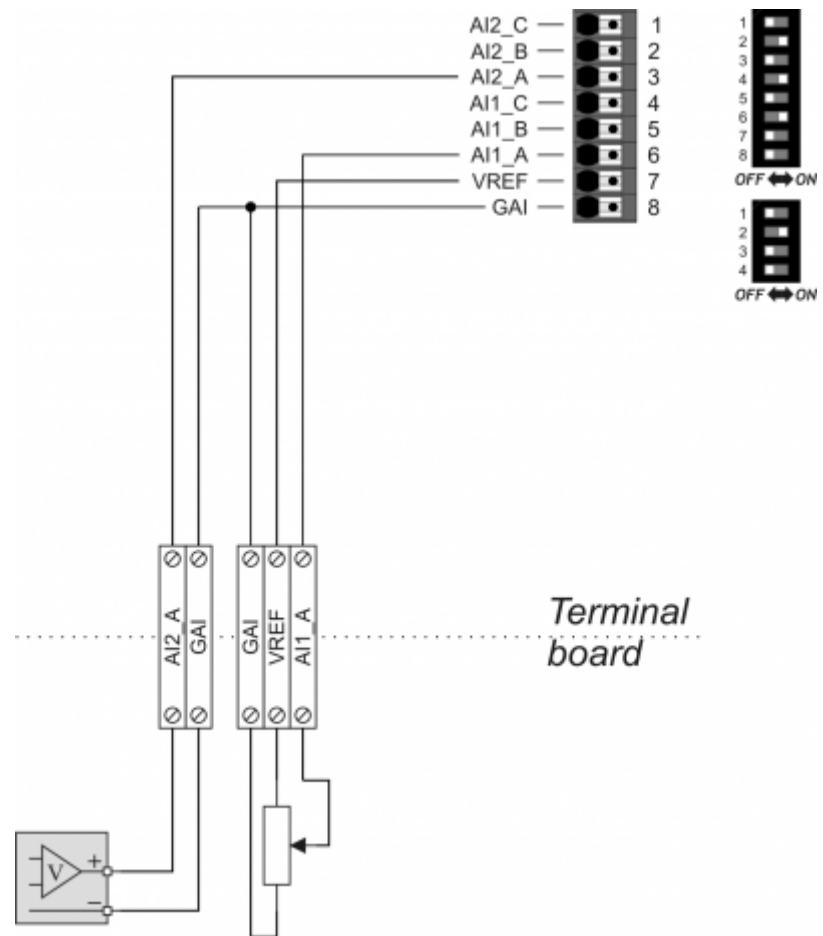 AI2_C 1
AI2_B 2
AI2_A 3
AI1_C 4
AI1_B 5
AI1_A 6
VREF 7
GAI 8
1
2
3
4
5
6
7
8
OFF ON
1
2
3
4
OFF ON
AI2_A
GAI
GAI
VREF
AI1_A
Terminal
board
V
+
–